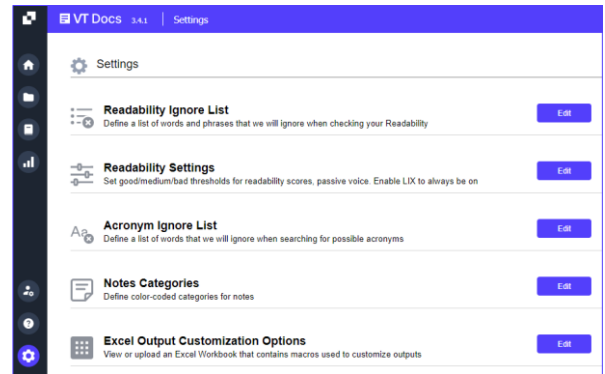 VT Docs 3.4.1 Settings
Settings
Readability Ignore List
Define a list of words and phrases that we will ignore when checking your Readability
Edit
Readability Settings
Set good/medium/bad thresholds for readability scores, passive voice. Enable LIX to always be on
Edit
Acronym Ignore List
Define a list of words that we will ignore when searching for possible acronyms
Edit
Aa
Notes Categories
Define color-coded categories for notes
Edit
Excel Output Customization Options
View or upload an Excel Workbook that contains macros used to customize outputs
Edit